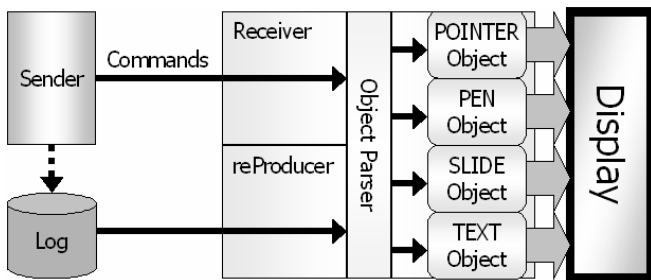 Sender
Commands
Log
Receiver
reProducer
Object Parser
POINTER
Object
PEN
Object
SLIDE
Object
TEXT
Object
Display